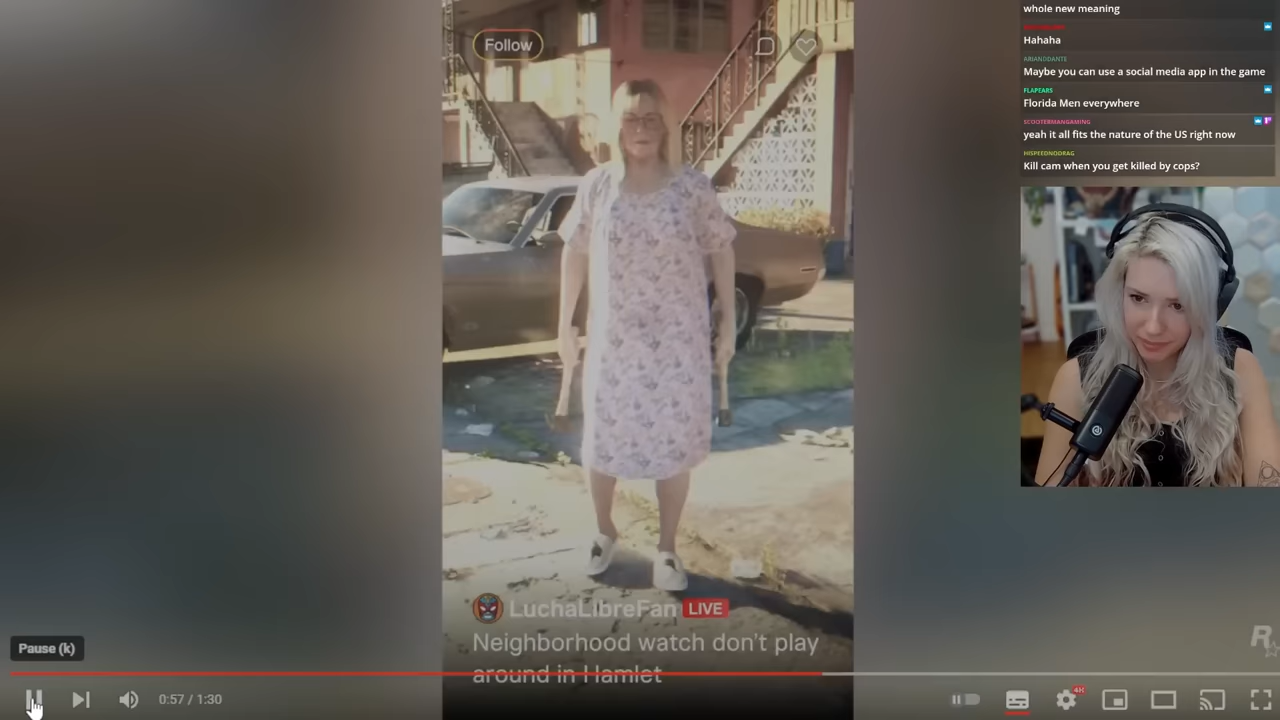 whole new meaning
Hahaha
ARIANDDANTE
Maybe you can use a social media app in the game
FLAPEARS
Florida Men everywhere
SCOOTERMANGAMING
yeah it all fits the nature of the US right now
HISPEEDNODRAG
Kill cam when you get killed by cops?
Follow
LuchaLibreFan LIVE
Neighborhood watch don't play
around in Hamlet
Pause (k)
0:57 / 1:30
4K
R